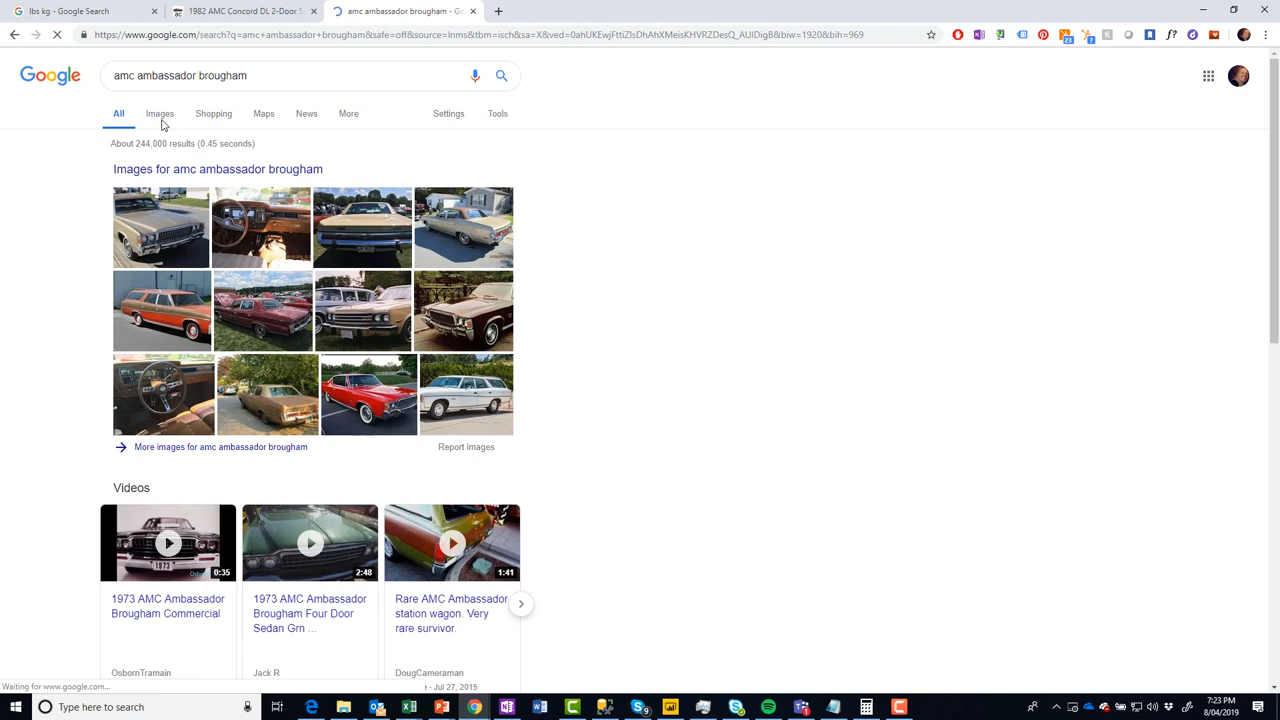 lbs kg - Google Search
amc
1982 AMC Concord DL 2-Door S
amc ambassador brougham - Go
https://www.google.com/search?q=amc+ambassador+brougham&safe=off&source=lnms&tbm=isch&sa=X&ved=0ahUKEwjFttiZIsDhAhXMeisKHVRZDesQ_AUIDigB&biw=1920&bih=969
23
7
f?
Google
amc ambassador brougham
All
Images
Shopping
Maps
News
More
Settings
Tools
About 244,000 results (0.45 seconds)
Images for amc ambassador brougham
More images for amc ambassador brougham
Report images
Videos
1973
0:35
2:48
1:41
1973 AMC Ambassador
Brougham Commercial
1973 AMC Ambassador
Brougham Four Door
Sedan Grn ...
Rare AMC Ambassador
station wagon. Very
rare survivor.
OsbornTramain
Jack R
DougCameraman
- Jul 27, 2015
Waiting for www.google.com...
Type here to search
7:23 PM
8/04/2019